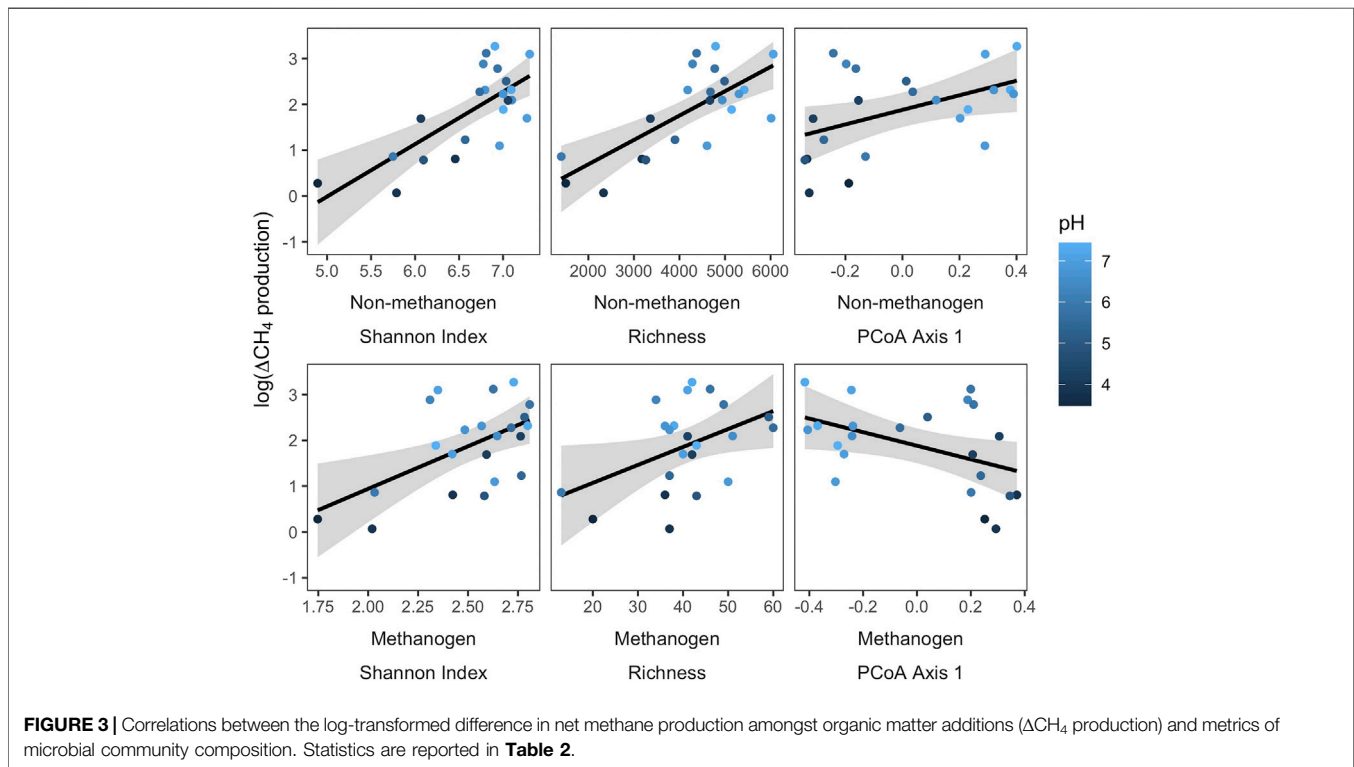 3
2
1
0
-1
5.0 5.5 6.0 6.5 7.0
2000 3000 4000 5000 6000
-0.2 0.0 0.2 0.4
Non-methanogen
Shannon Index
Non-methanogen
Richness
Non-methanogen
PCoA Axis 1
log(ΔCH₄ production)
3
2
1
0
-1
1.75 2.00 2.25 2.50 2.75
20 30 40 50 60
-0.4 -0.2 0.0 0.2 0.4
Methanogen
Shannon Index
Methanogen
Richness
Methanogen
PCoA Axis 1
pH
7
6
5
4
FIGURE 3 | Correlations between the log-transformed difference in net methane production amongst organic matter additions (ΔCH₄ production) and metrics of
microbial community composition. Statistics are reported in Table 2.